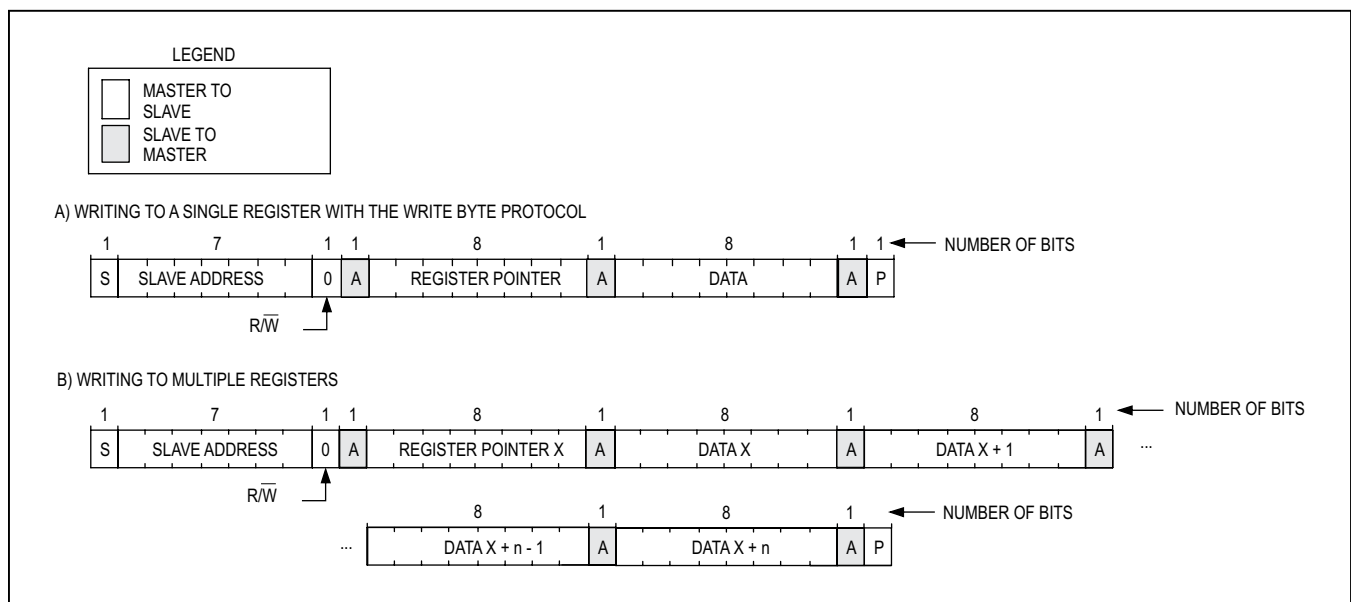 LEGEND
MASTER TO
SLAVE
SLAVE TO
MASTER
A) WRITING TO A SINGLE REGISTER WITH THE WRITE BYTE PROTOCOL
1 7 1 1 8 1 8 1 1 NUMBER OF BITS
S SLAVE ADDRESS 0 A REGISTER POINTER A DATA A P
R/W̅
B) WRITING TO MULTIPLE REGISTERS
1 7 1 1 8 1 8 1 8 1 NUMBER OF BITS
S SLAVE ADDRESS 0 A REGISTER POINTER X A DATA X A DATA X + 1 A ...
R/W̅
8 1 8 1 NUMBER OF BITS
... DATA X + n - 1 A DATA X + n A P